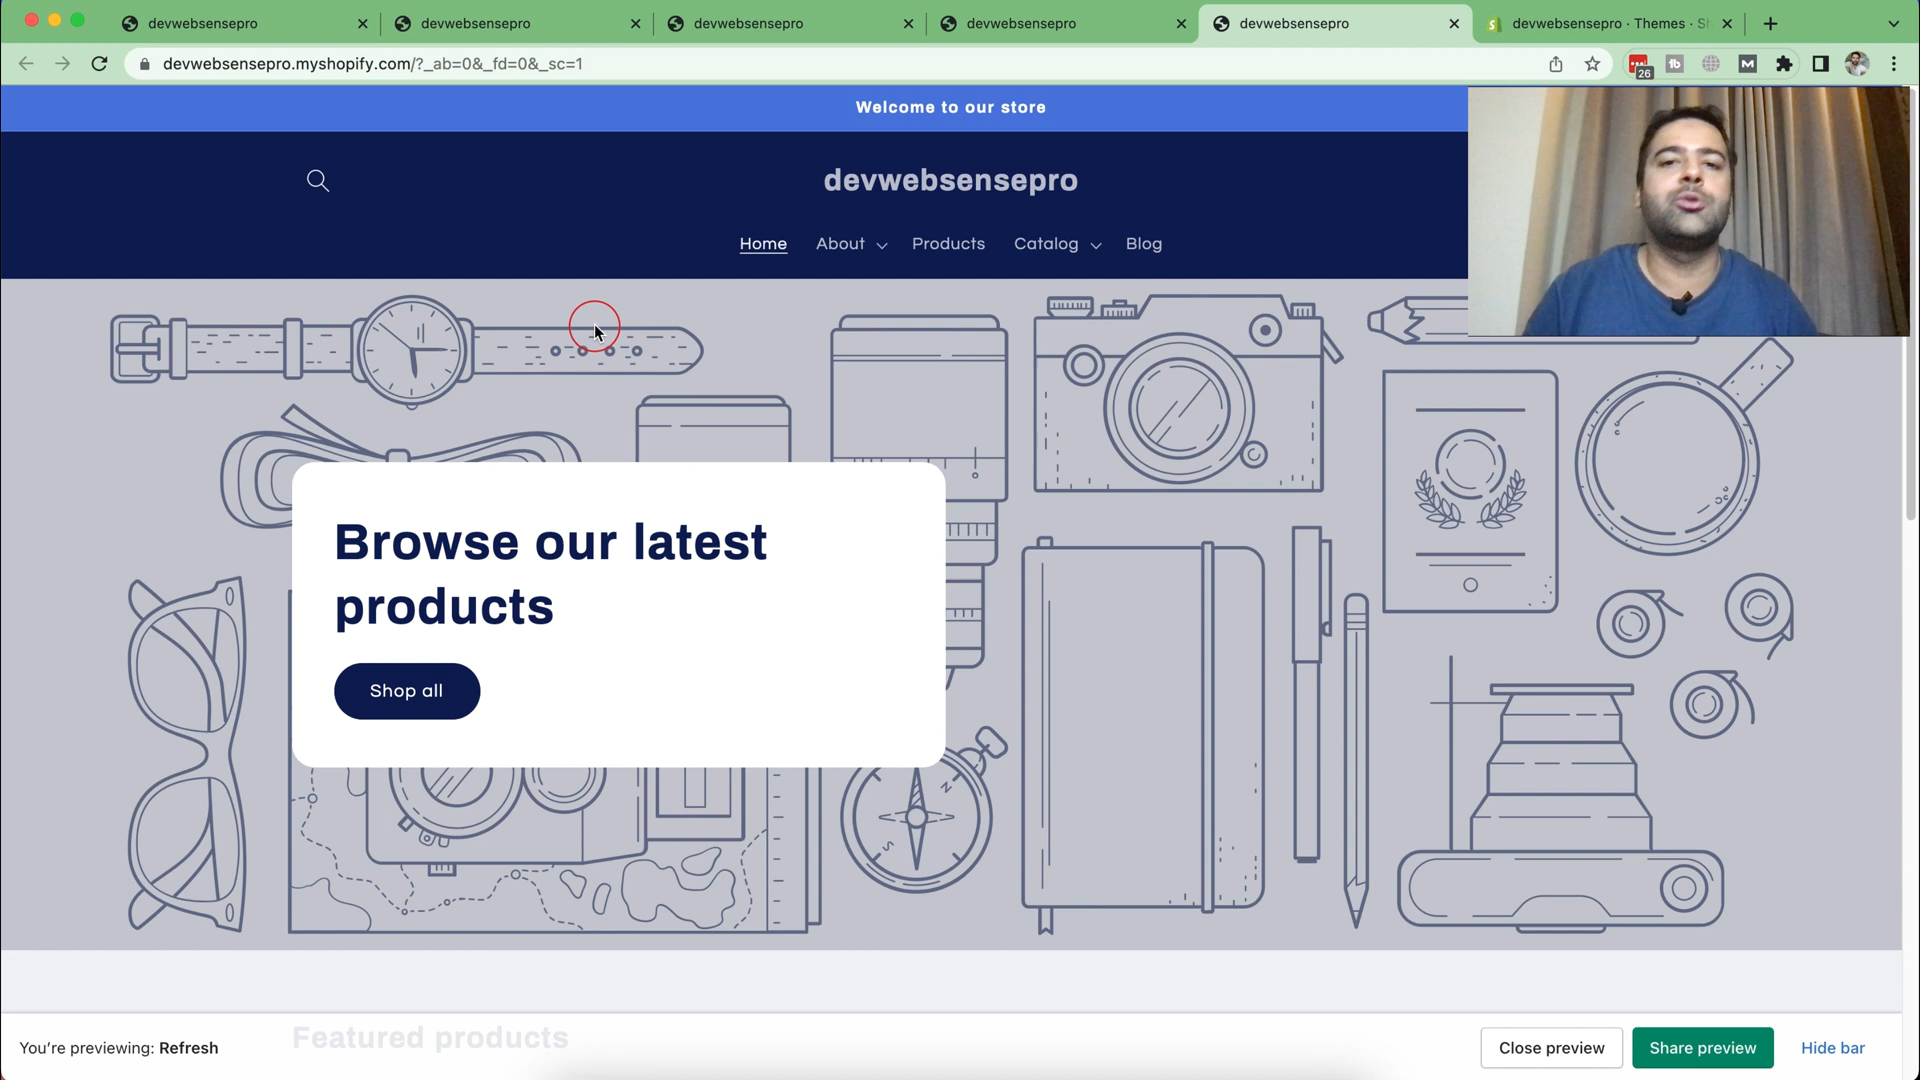 devwebsensepro
devwebsensepro
devwebsensepro
devwebsensepro
devwebsensepro
devwebsensepro · Themes · Sh
devwebsensepro.myshopify.com/?_ab=0&_fd=0&_sc=1
26
Welcome to our store
devwebsensepro
Home About Products Catalog Blog
Browse our latest
products
Shop all
N
S
Featured products
You're previewing: Refresh
Close preview
Share preview
Hide bar